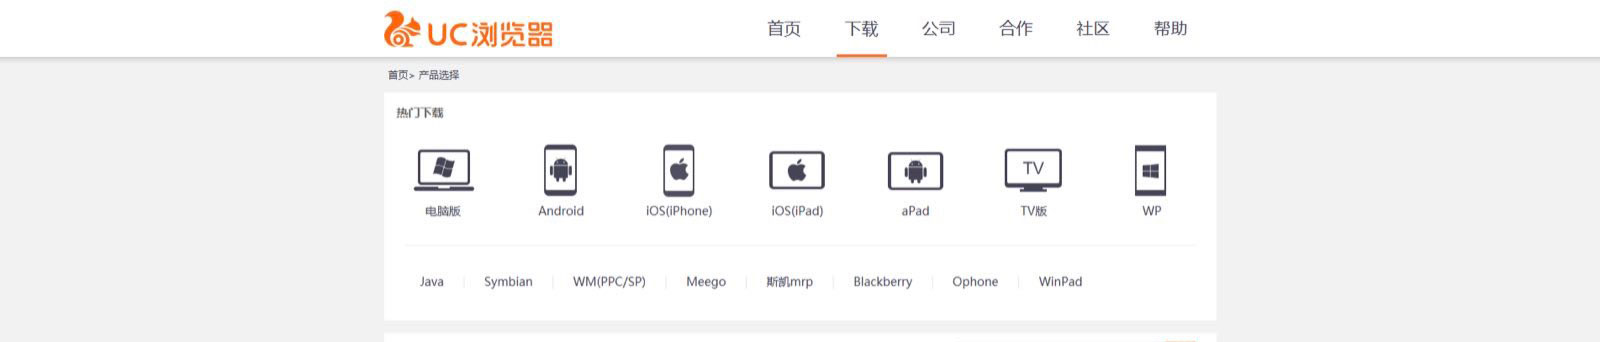 UC浏览器
首页 下载 公司 合作 社区 帮助
首页> 产品选择
热门下载
TV
电脑版 Android iOS(iPhone) iOS(iPad) aPad TV版 WP
Java Symbian WM(PPC/SP) Meego 斯凯mrp Blackberry Ophone WinPad